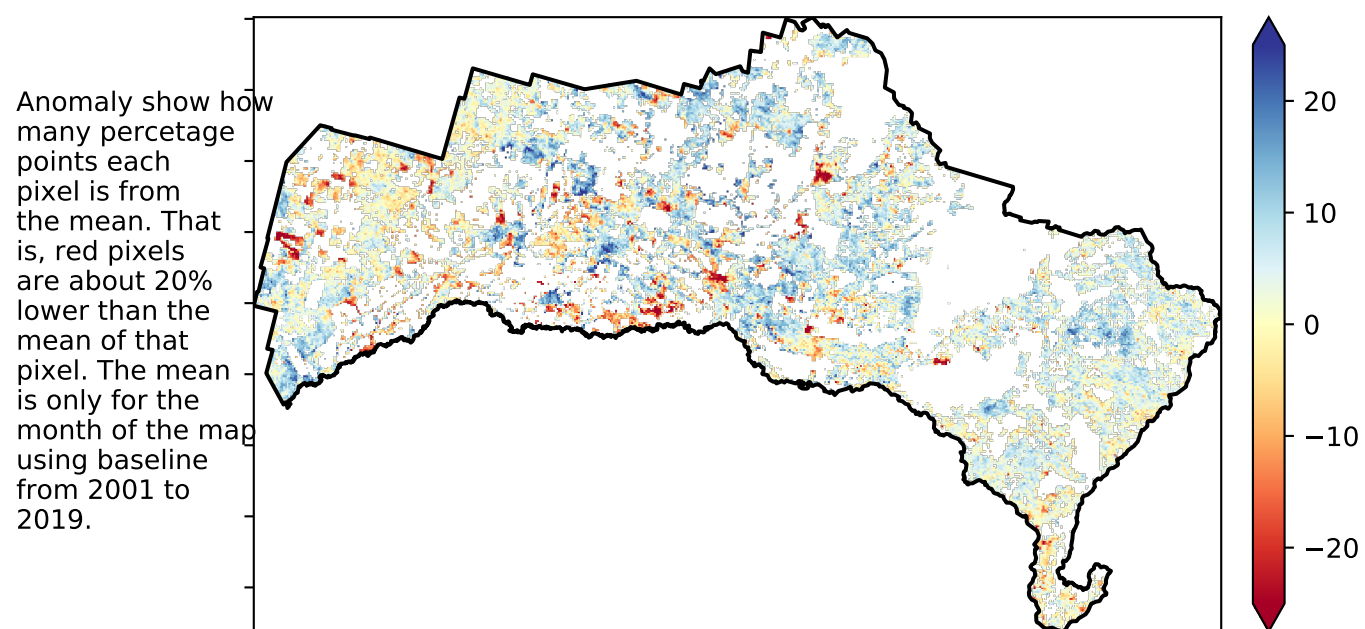 Anomaly show how
many percetage
points each
pixel is from
the mean. That
is, red pixels
are about 20%
lower than the
mean of that
pixel. The mean
is only for the
month of the map
using baseline
from 2001 to
2019.
20
10
0
−10
−20